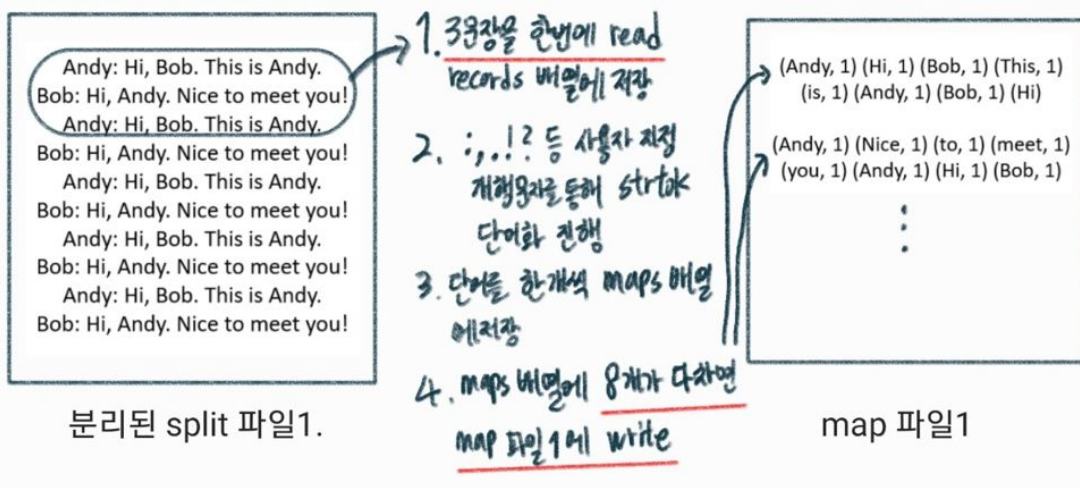 Andy: Hi, Bob. This is Andy.
Bob: Hi, Andy. Nice to meet you!
Andy: Hi, Bob. This is Andy.
Bob: Hi, Andy. Nice to meet you!
Andy: Hi, Bob. This is Andy.
Bob: Hi, Andy. Nice to meet you!
Andy: Hi, Bob. This is Andy.
Bob: Hi, Andy. Nice to meet you!
Andy: Hi, Bob. This is Andy.
Bob: Hi, Andy. Nice to meet you!
분리된 split 파일1.
1. 3문장을 한번에 read
records 배열에 저장
2. :,.!? 등 사용자 지정
개행문자를 통해 strtok
단어화 진행
3. 단어를 한개씩 maps 배열
에저장
4. maps 배열에 8개가 다차면
map 파일1에 write
(Andy, 1) (Hi, 1) (Bob, 1) (This, 1)
(is, 1) (Andy, 1) (Bob, 1) (Hi)
(Andy, 1) (Nice, 1) (to, 1) (meet, 1)
(you, 1) (Andy, 1) (Hi, 1) (Bob, 1)
map 파일1